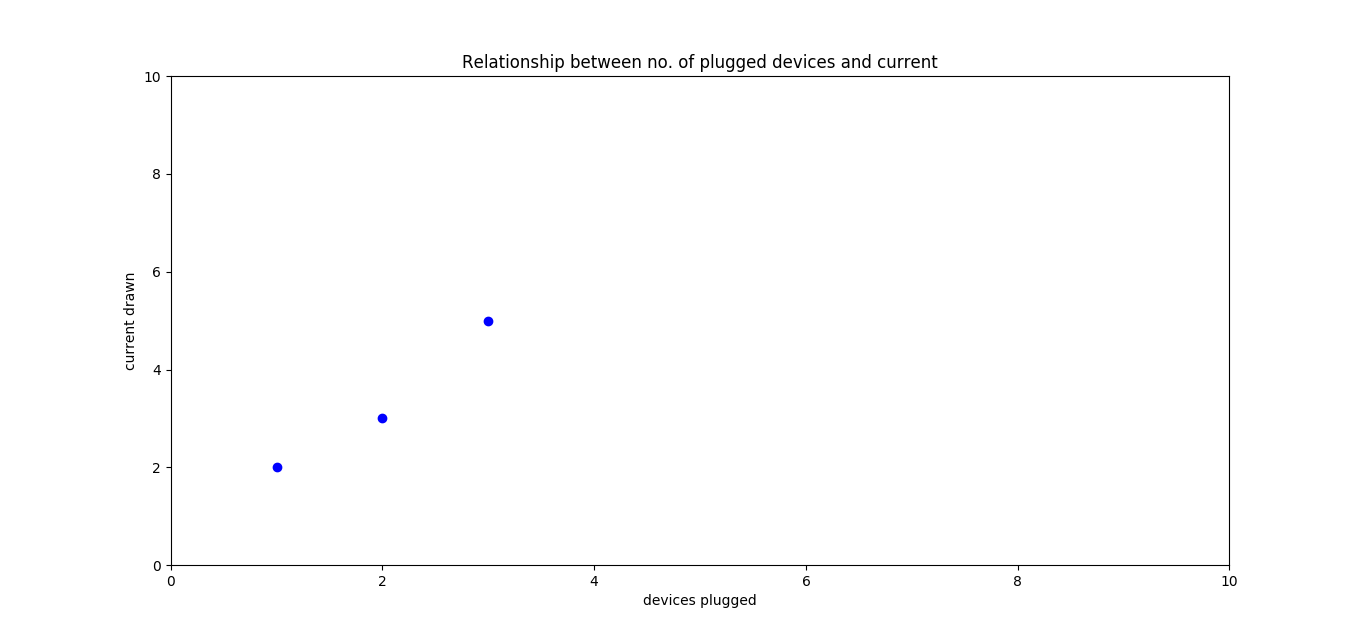 Relationship between no. of plugged devices and current
10
8
6
4
2
0
current drawn
0 2 4 6 8 10
devices plugged